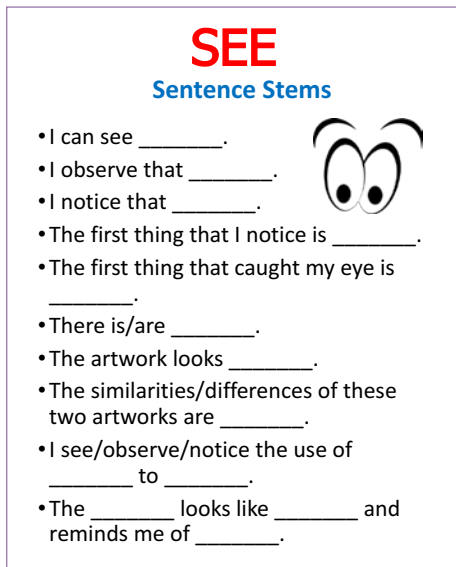 SEE
Sentence Stems
• I can see _______.
• I observe that _______.
• I notice that _______.
• The first thing that I notice is _______.
• The first thing that caught my eye is
_______.
• There is/are _______.
• The artwork looks _______.
• The similarities/differences of these
two artworks are _______.
• I see/observe/notice the use of
_______ to _______.
• The _______ looks like _______ and
reminds me of _______.